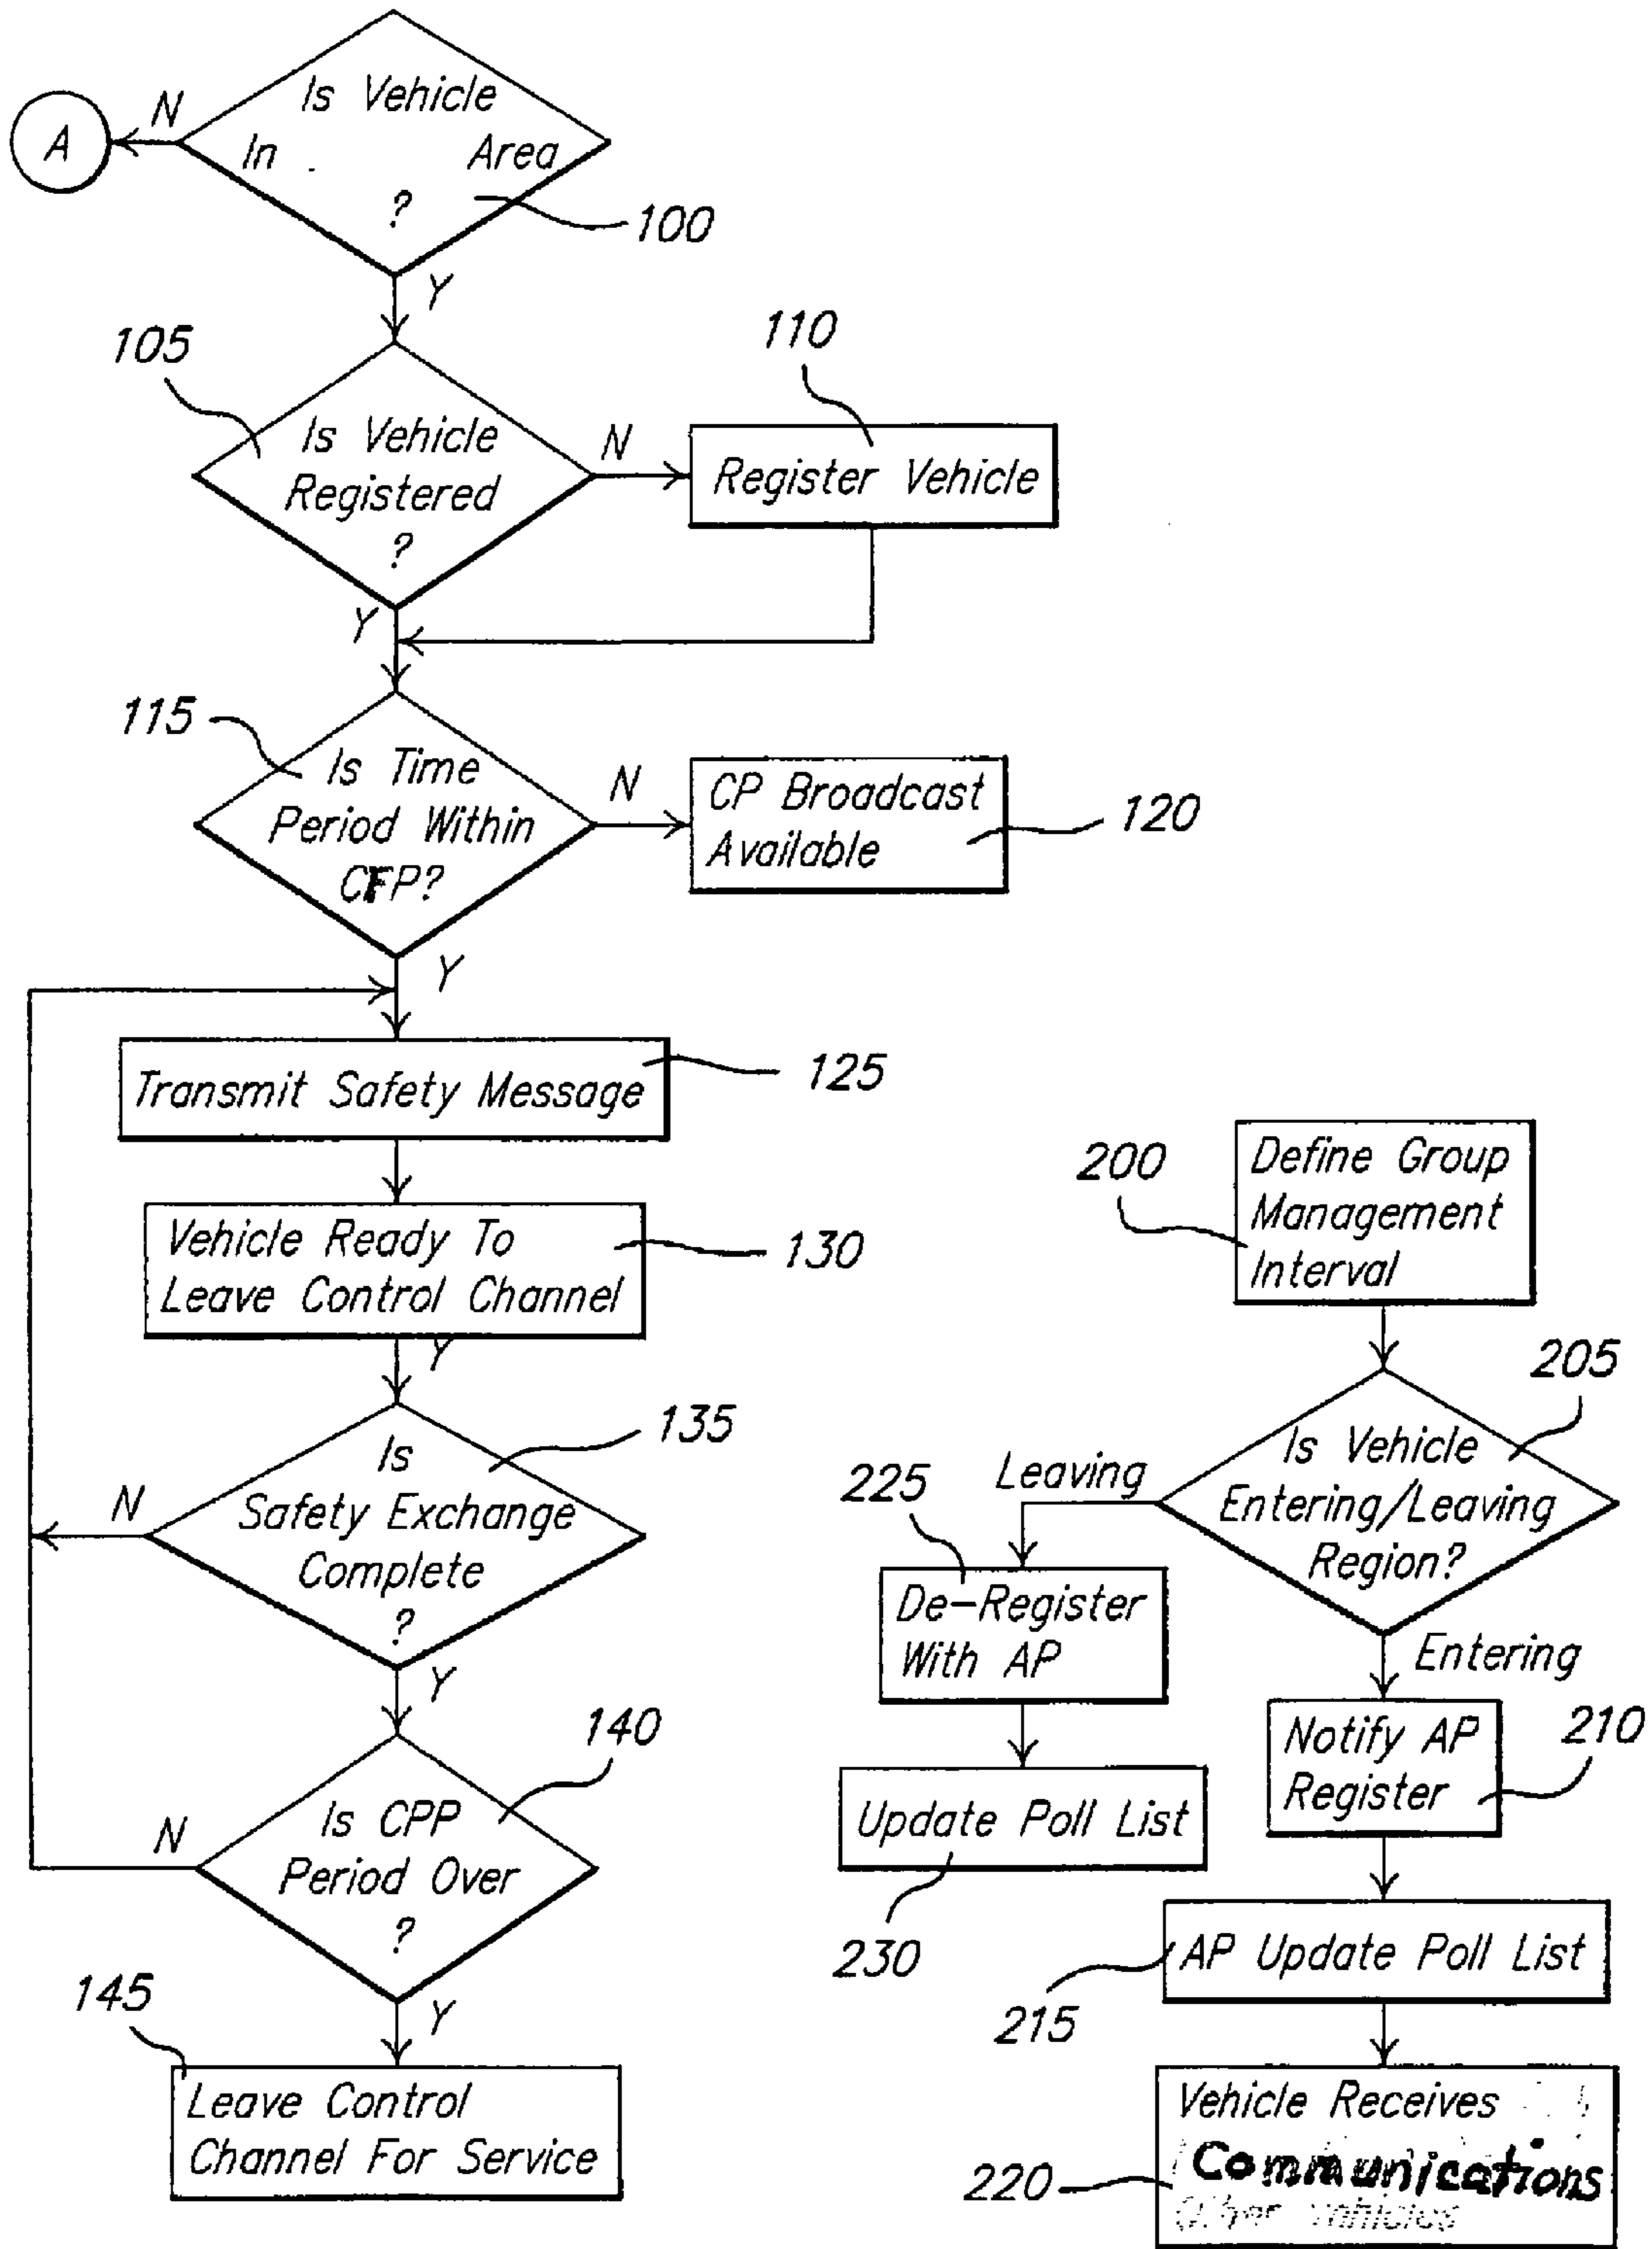 Is Vehicle
In Area
?
100
N
A
Y
105
Is Vehicle
Registered
?
N
110
Register Vehicle
Y
115
Is Time
Period Within
CFP?
N
CP Broadcast
Available
120
Y
Transmit Safety Message
125
Vehicle Ready To
Leave Control Channel
130
Y
135
Is
Safety Exchange
Complete
?
N
Y
140
Is CPP
Period Over
?
N
Y
145
Leave Control
Channel For Service
200
Define Group
Management
Interval
205
Is Vehicle
Entering/Leaving
Region?
Leaving
225
De-Register
With AP
Update Poll List
230
Entering
Notify AP
Register
210
AP Update Poll List
215
Vehicle Receives
Communications
220